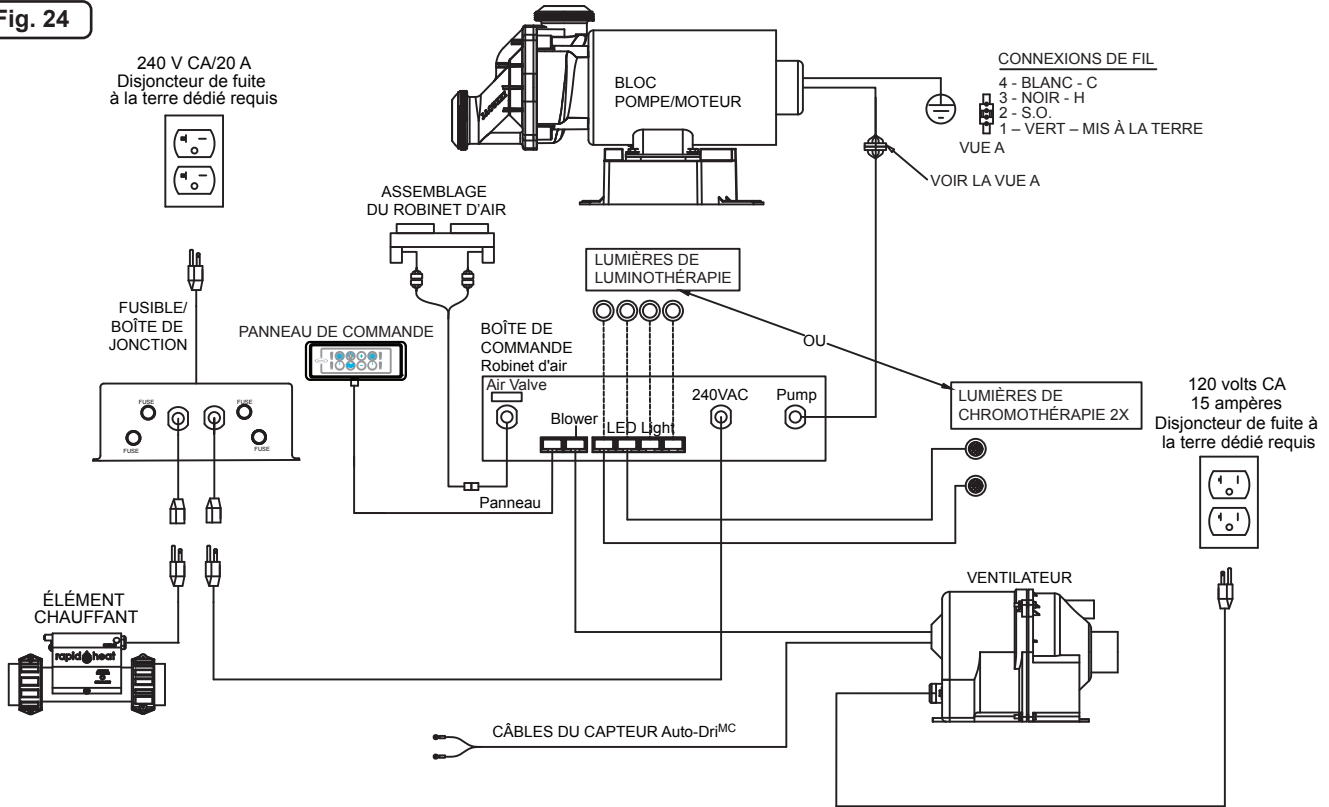 Fig. 24
240 V CA/20 A
Disjoncteur de fuite
à la terre dédié requis
BLOC
POMPE/MOTEUR
CONNEXIONS DE FIL
4 - BLANC - C
3 - NOIR - H
2 - S.O.
1 – VERT – MIS À LA TERRE
VUE A
VOIR LA VUE A
ASSEMBLAGE
DU ROBINET D'AIR
LUMIÈRES DE
LUMINOTHÉRAPIE
FUSIBLE/
BOÎTE DE
JONCTION
PANNEAU DE COMMANDE
BOÎTE DE
COMMANDE
Robinet d'air
Air Valve
Blower
LED Light
240VAC
Pump
OU
LUMIÈRES DE
CHROMOTHÉRAPIE 2X
120 volts CA
15 ampères
Disjoncteur de fuite à
la terre dédié requis
FUSE
FUSE
FUSE
FUSE
Panneau
VENTILATEUR
ÉLÉMENT
CHAUFFANT
rapid heat
CÂBLES DU CAPTEUR Auto-DriMC